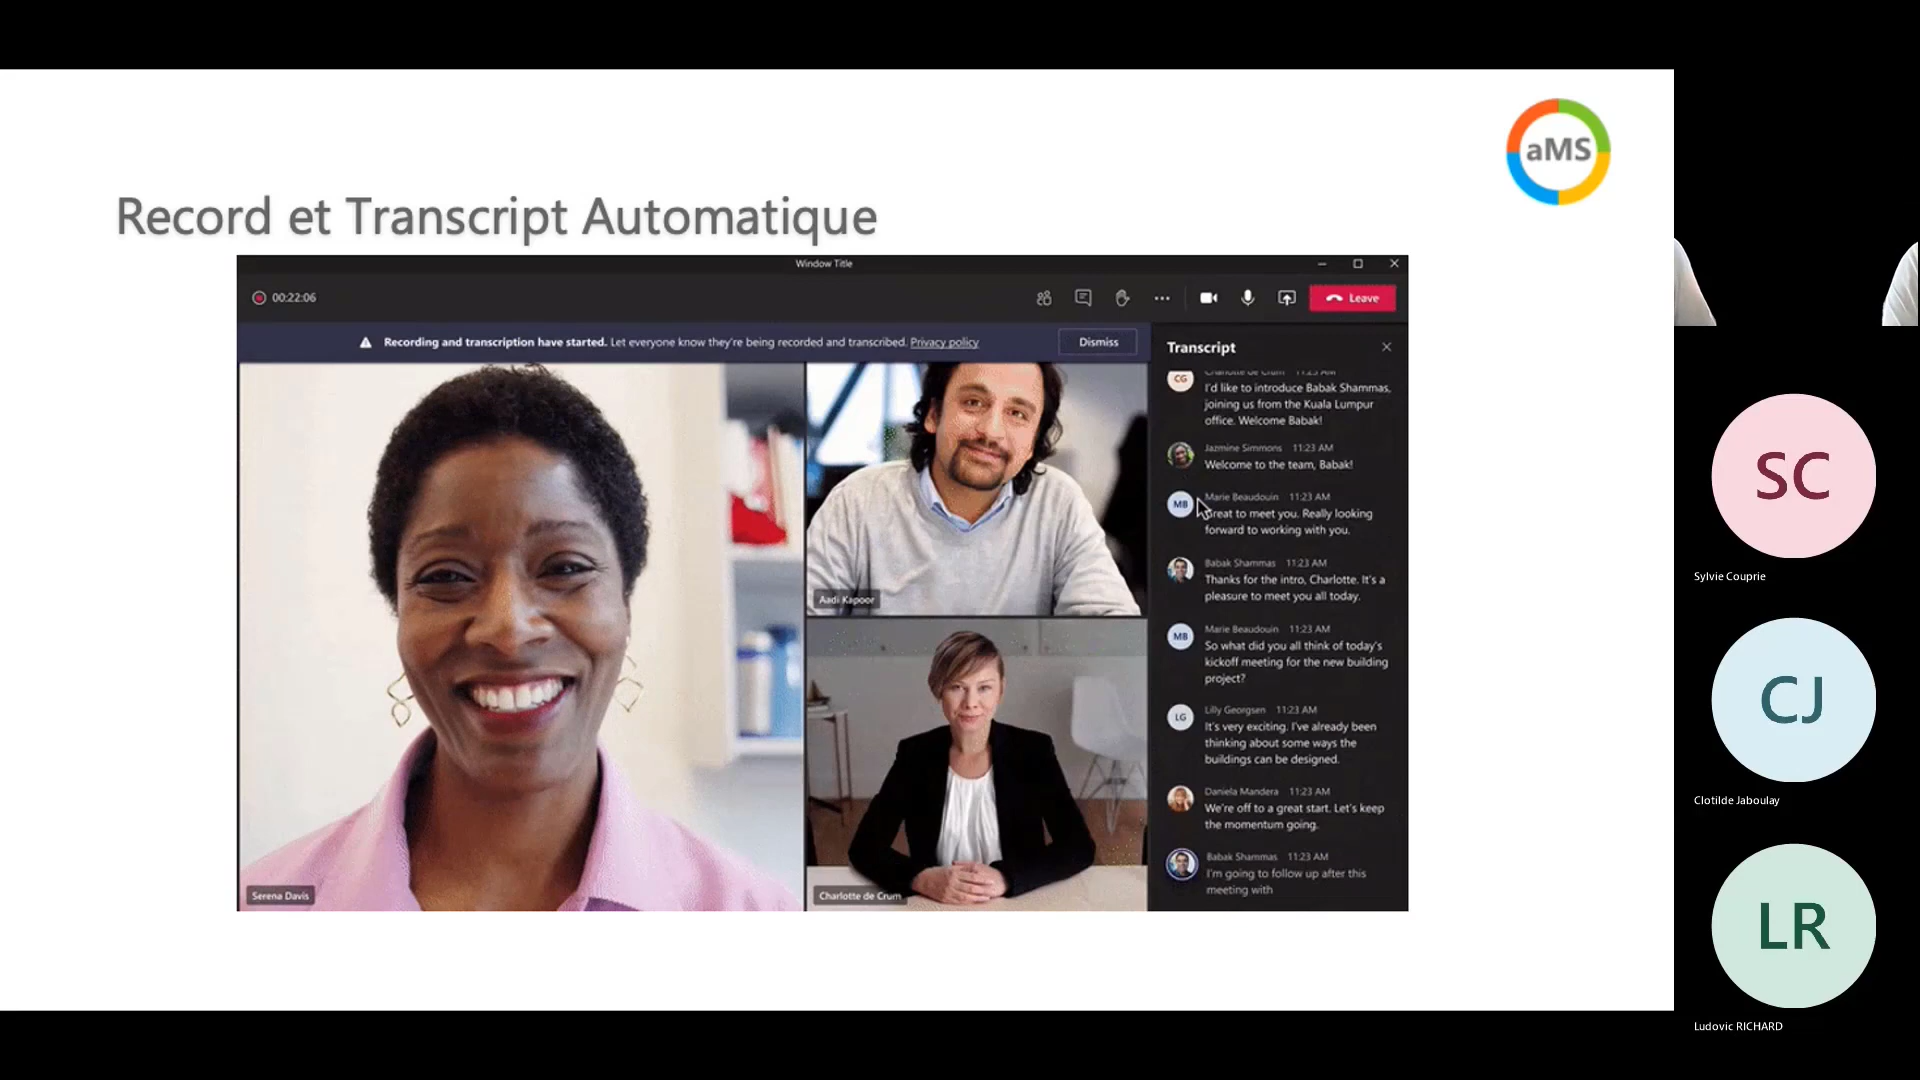 aMS
Record et Transcript Automatique
Window Title
00:22:06
Leave
Recording and transcription have started. Let everyone know they're being recorded and transcribed. Privacy policy
Dismiss
Transcript
CG
Charlotte de Crum 11:23 AM
I'd like to introduce Babak Shammas,
joining us from the Kuala Lumpur
office. Welcome Babak!
Jazmine Simmons 11:23 AM
Welcome to the team, Babak!
MB
Marie Beaudouin 11:23 AM
Great to meet you. Really looking
forward to working with you.
Babak Shammas 11:23 AM
Thanks for the intro, Charlotte. It's a
pleasure to meet you all today.
MB
Marie Beaudouin 11:23 AM
So what did you all think of today's
kickoff meeting for the new building
project?
LG
Lilly Georgsen 11:23 AM
It's very exciting. I've already been
thinking about some ways the
buildings can be designed.
Daniela Mandera 11:23 AM
We're off to a great start. Let's keep
the momentum going.
Babak Shammas 11:23 AM
I'm going to follow up after this
meeting with
Aadi Kapoor
Serena Davis
Charlotte de Crum
SC
Sylvie Couprie
CJ
Clotilde Jaboulay
LR
Ludovic RICHARD